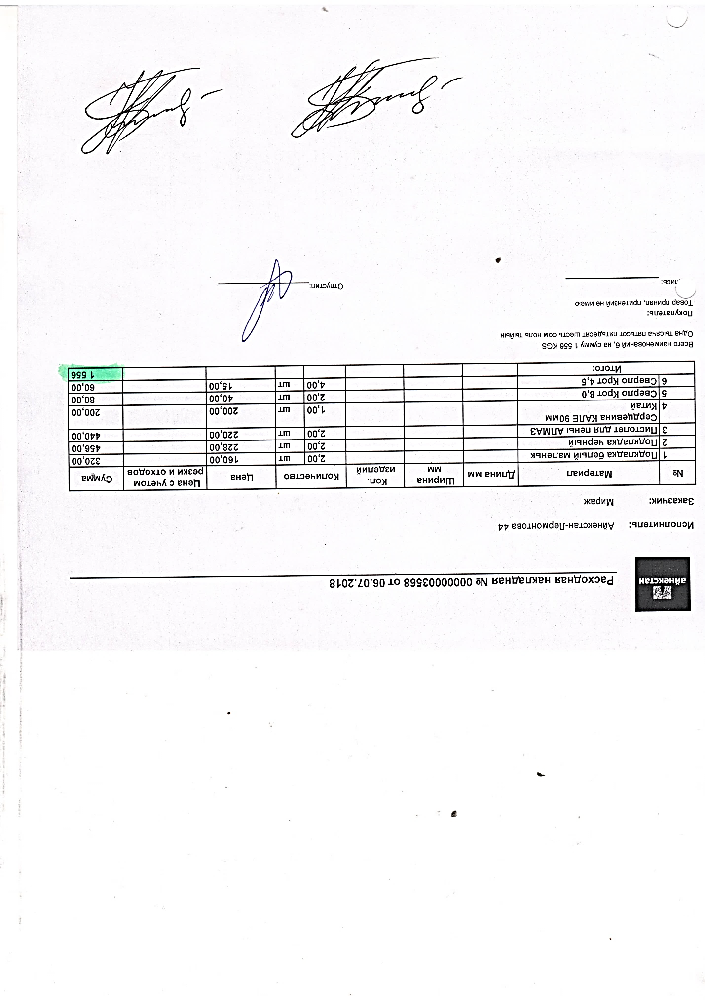 айнекстан
Расходная накладная № 00000003568 от 06.07.2018
Исполнитель: Айнекстан-Лермонтова 44
Заказчик: Мираж
№ Материал Длина мм Ширина мм Кол. изделий Количество Цена Цена с учетом резки и отходов Сумма
1 Подкладка белый маленьк 2,00 шт 160,00 320,00
2 Подкладка черный 2,00 шт 228,00 456,00
3 Пистолет для пены АЛМАЗ 2,00 шт 220,00 440,00
4 Сердцевина КАЛЕ 90мм Китай 1,00 шт 200,00 200,00
5 Сверло Крот 8,0 2,00 шт 40,00 80,00
6 Сверло Крот 4,5 4,00 шт 15,00 60,00
Итого: 1 556
Всего наименований 6, на сумму 1 556 KGS
Одна тысяча пятьсот пятьдесят шесть сом ноль тыйын
Покупатель:
Товар принял, притензий не имею
Отпустил: